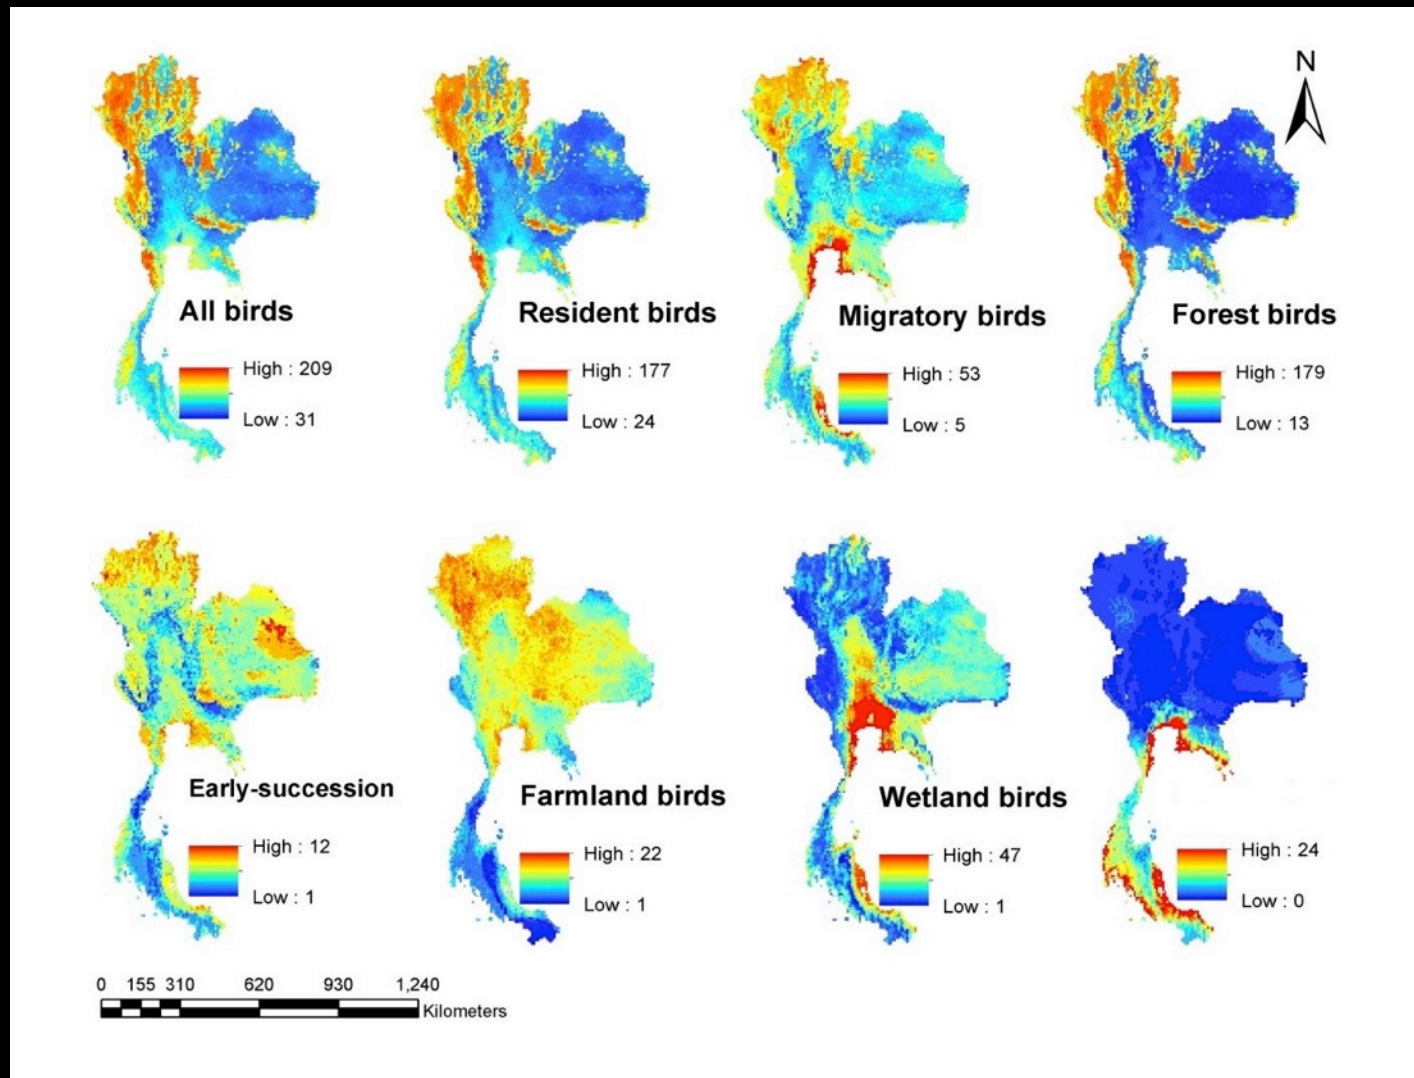 N
All birds
High : 209
Low : 31
Resident birds
High : 177
Low : 24
Migratory birds
High : 53
Low : 5
Forest birds
High : 179
Low : 13
Early-succession
High : 12
Low : 1
Farmland birds
High : 22
Low : 1
Wetland birds
High : 47
Low : 1
High : 24
Low : 0
0 155 310 620 930 1,240
Kilometers